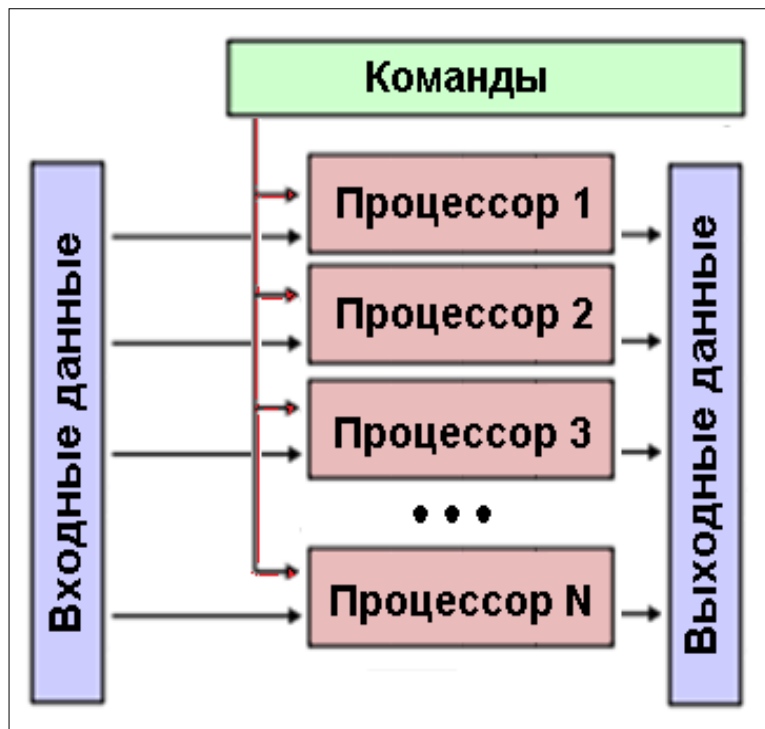 Команды
Входные данные
Процессор 1
Процессор 2
Процессор 3
• • •
Процессор N
Выходные данные